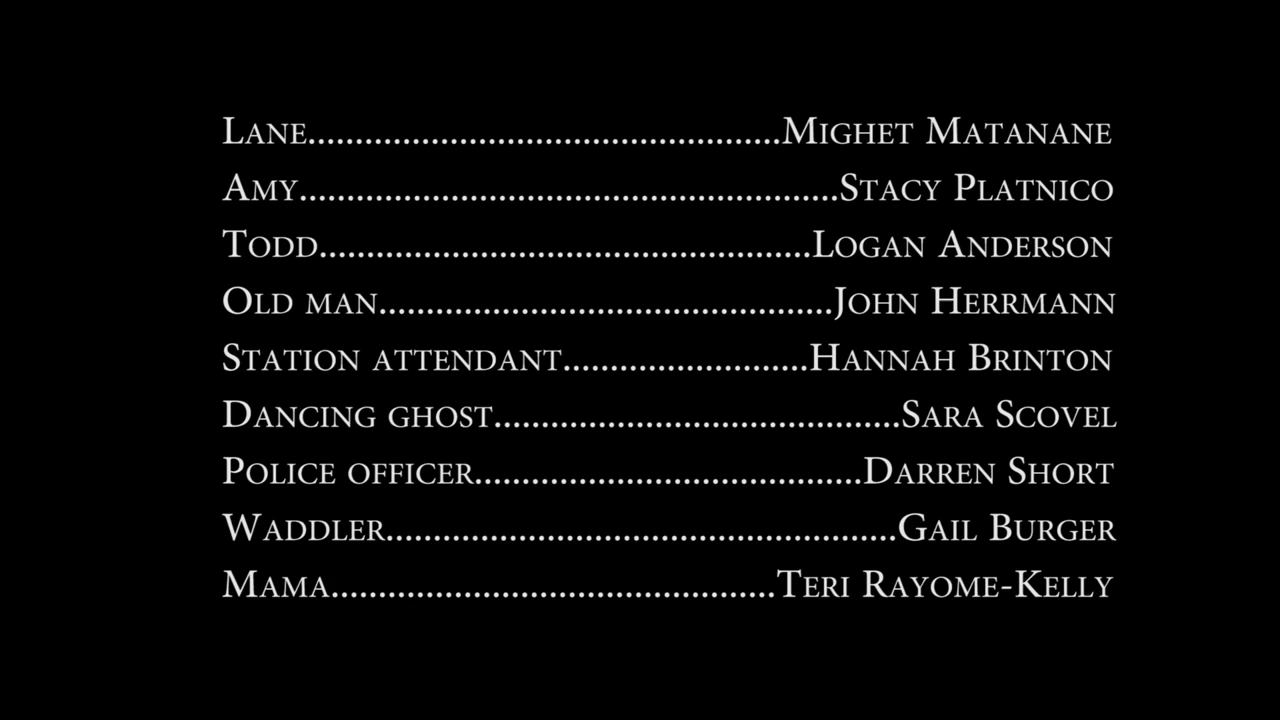 Lane...............................................Mighet Matanane
Amy......................................................Stacy Platnico
Todd.................................................Logan Anderson
Old man.............................................John Herrmann
Station attendant........................Hannah Brinton
Dancing ghost........................................Sara Scovel
Police officer......................................Darren Short
Waddler...................................................Gail Burger
Mama............................................Teri Rayome-Kelly